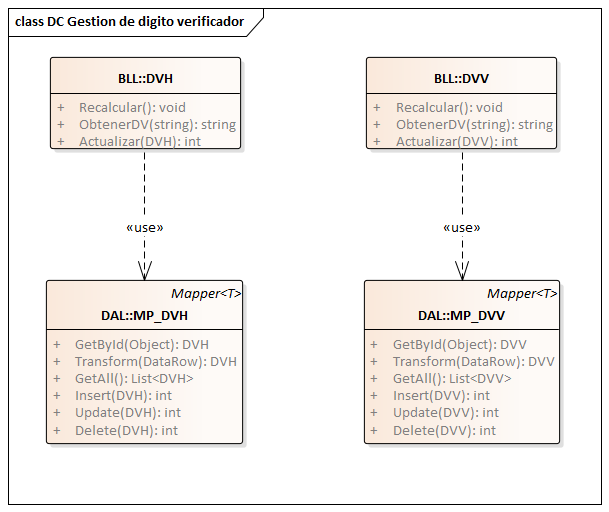 class DC Gestion de digito verificador
BLL::DVH
+ Recalcular(): void
+ ObtenerDV(string): string
+ Actualizar(DVH): int
BLL::DVV
+ Recalcular(): void
+ ObtenerDV(string): string
+ Actualizar(DVV): int
«use»
«use»
Mapper<T>
DAL::MP_DVH
+ GetById(Object): DVH
+ Transform(DataRow): DVH
+ GetAll(): List<DVH>
+ Insert(DVH): int
+ Update(DVH): int
+ Delete(DVH): int
Mapper<T>
DAL::MP_DVV
+ GetById(Object): DVV
+ Transform(DataRow): DVV
+ GetAll(): List<DVV>
+ Insert(DVV): int
+ Update(DVV): int
+ Delete(DVV): int